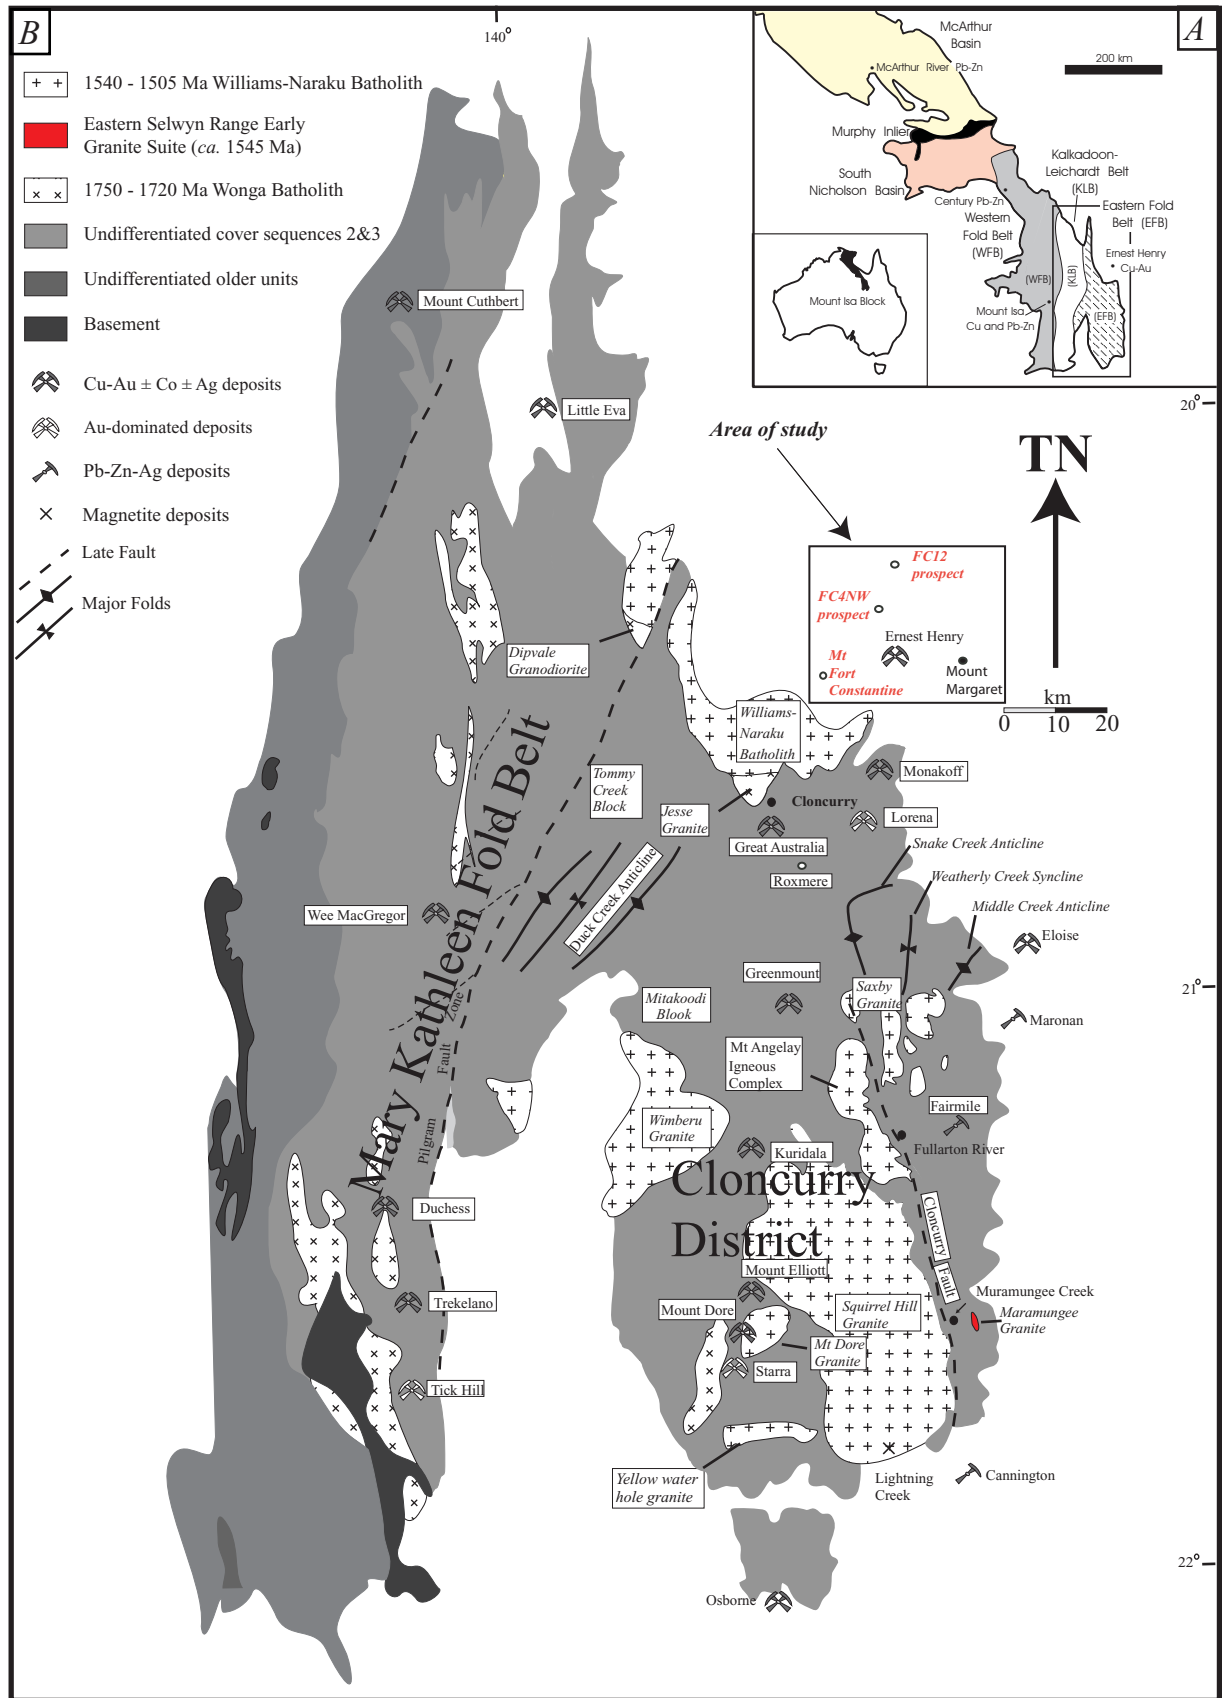 B
140°
A
1540 - 1505 Ma Williams-Naraku Batholith
Eastern Selwyn Range Early
Granite Suite (ca. 1545 Ma)
1750 - 1720 Ma Wonga Batholith
Undifferentiated cover sequences 2&3
Undifferentiated older units
Basement
Cu-Au ± Co ± Ag deposits
Au-dominated deposits
Pb-Zn-Ag deposits
Magnetite deposits
Late Fault
Major Folds
McArthur
Basin
200 km
McArthur River Pb-Zn
Murphy Inlier
South
Nicholson Basin
Kalkadoon-
Leichardt Belt
(KLB)
Century Pb-Zn
Western
Fold Belt
(WFB)
Eastern Fold
Belt (EFB)
Ernest Henry
Cu-Au
(WFB)
(KLB)
(EFB)
Mount Isa
Cu and Pb-Zn
Mount Isa
Block
20°
21°
22°
Area of study
TN
FC12
prospect
FC4NW
prospect
Ernest Henry
Mt
Fort
Constantine
Mount
Margaret
km
0 10 20
Mount Cuthbert
Little Eva
Dipvale
Granodiorite
Williams-
Naraku
Batholith
Tommy
Creek
Block
Jesse
Granite
Cloncurry
Monakoff
Lorena
Great Australia
Roxmere
Snake Creek Anticline
Weatherly Creek Syncline
Middle Creek Anticline
Eloise
Duck Creek Anticline
Wee MacGregor
Mary Kathleen Fold Belt
Pilgram Fault Zone
Greenmount
Mitakoodi
Blook
Saxby
Granite
Maronan
Mt Angelay
Igneous
Complex
Fairmile
Wimberu
Granite
Kuridala
Fullarton River
Cloncurry
District
Duchess
Cloncurry Fault
Mount Elliott
Trekelano
Mount Dore
Squirrel Hill
Granite
Muramungee Creek
Maramungee
Granite
Mt Dore
Granite
Starra
Tick Hill
Yellow water
hole granite
Lightning
Creek
Cannington
Osborne